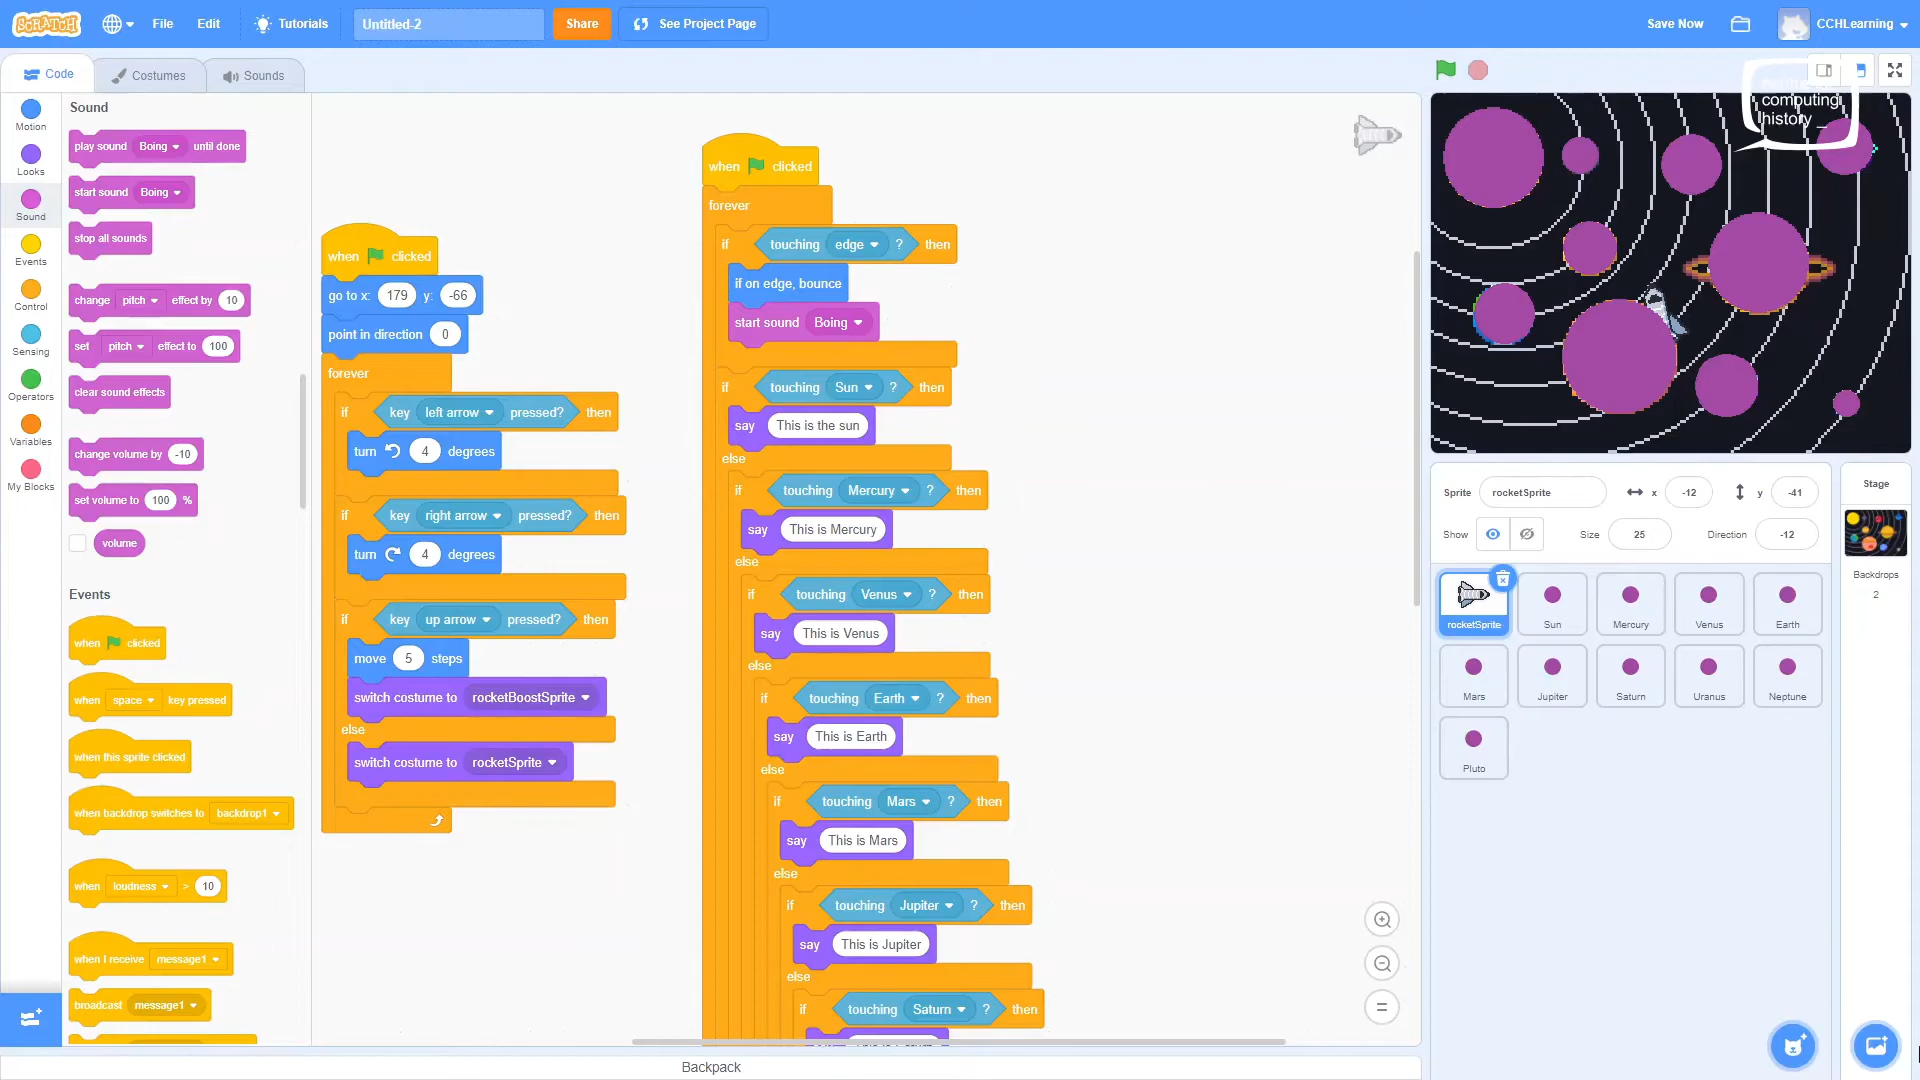 SCRATCH
File
Edit
Tutorials
Untitled-2
Share
See Project Page
Save Now
CCHLearning
Code
Costumes
Sounds
Motion
Looks
Sound
Events
Control
Sensing
Operators
Variables
My Blocks
Sound
play sound Boing until done
start sound Boing
stop all sounds
change pitch effect by 10
set pitch effect to 100
clear sound effects
change volume by -10
set volume to 100 %
volume
Events
when clicked
when space key pressed
when this sprite clicked
when backdrop switches to backdrop1
when loudness > 10
when I receive message1
broadcast message1
when clicked
go to x: 179 y: -66
point in direction 0
forever
if key left arrow pressed? then
turn 4 degrees
if key right arrow pressed? then
turn 4 degrees
if key up arrow pressed? then
move 5 steps
switch costume to rocketBoostSprite
else
switch costume to rocketSprite
when clicked
forever
if touching edge ? then
if on edge, bounce
start sound Boing
if touching Sun ? then
say This is the sun
else
if touching Mercury ? then
say This is Mercury
else
if touching Venus ? then
say This is Venus
else
if touching Earth ? then
say This is Earth
else
if touching Mars ? then
say This is Mars
else
if touching Jupiter ? then
say This is Jupiter
else
if touching Saturn ? then
computing
history _
Sprite rocketSprite x -12 y -41
Show Size 25 Direction -12
rocketSprite
Sun
Mercury
Venus
Earth
Mars
Jupiter
Saturn
Uranus
Neptune
Pluto
Stage
Backdrops
2
Backpack